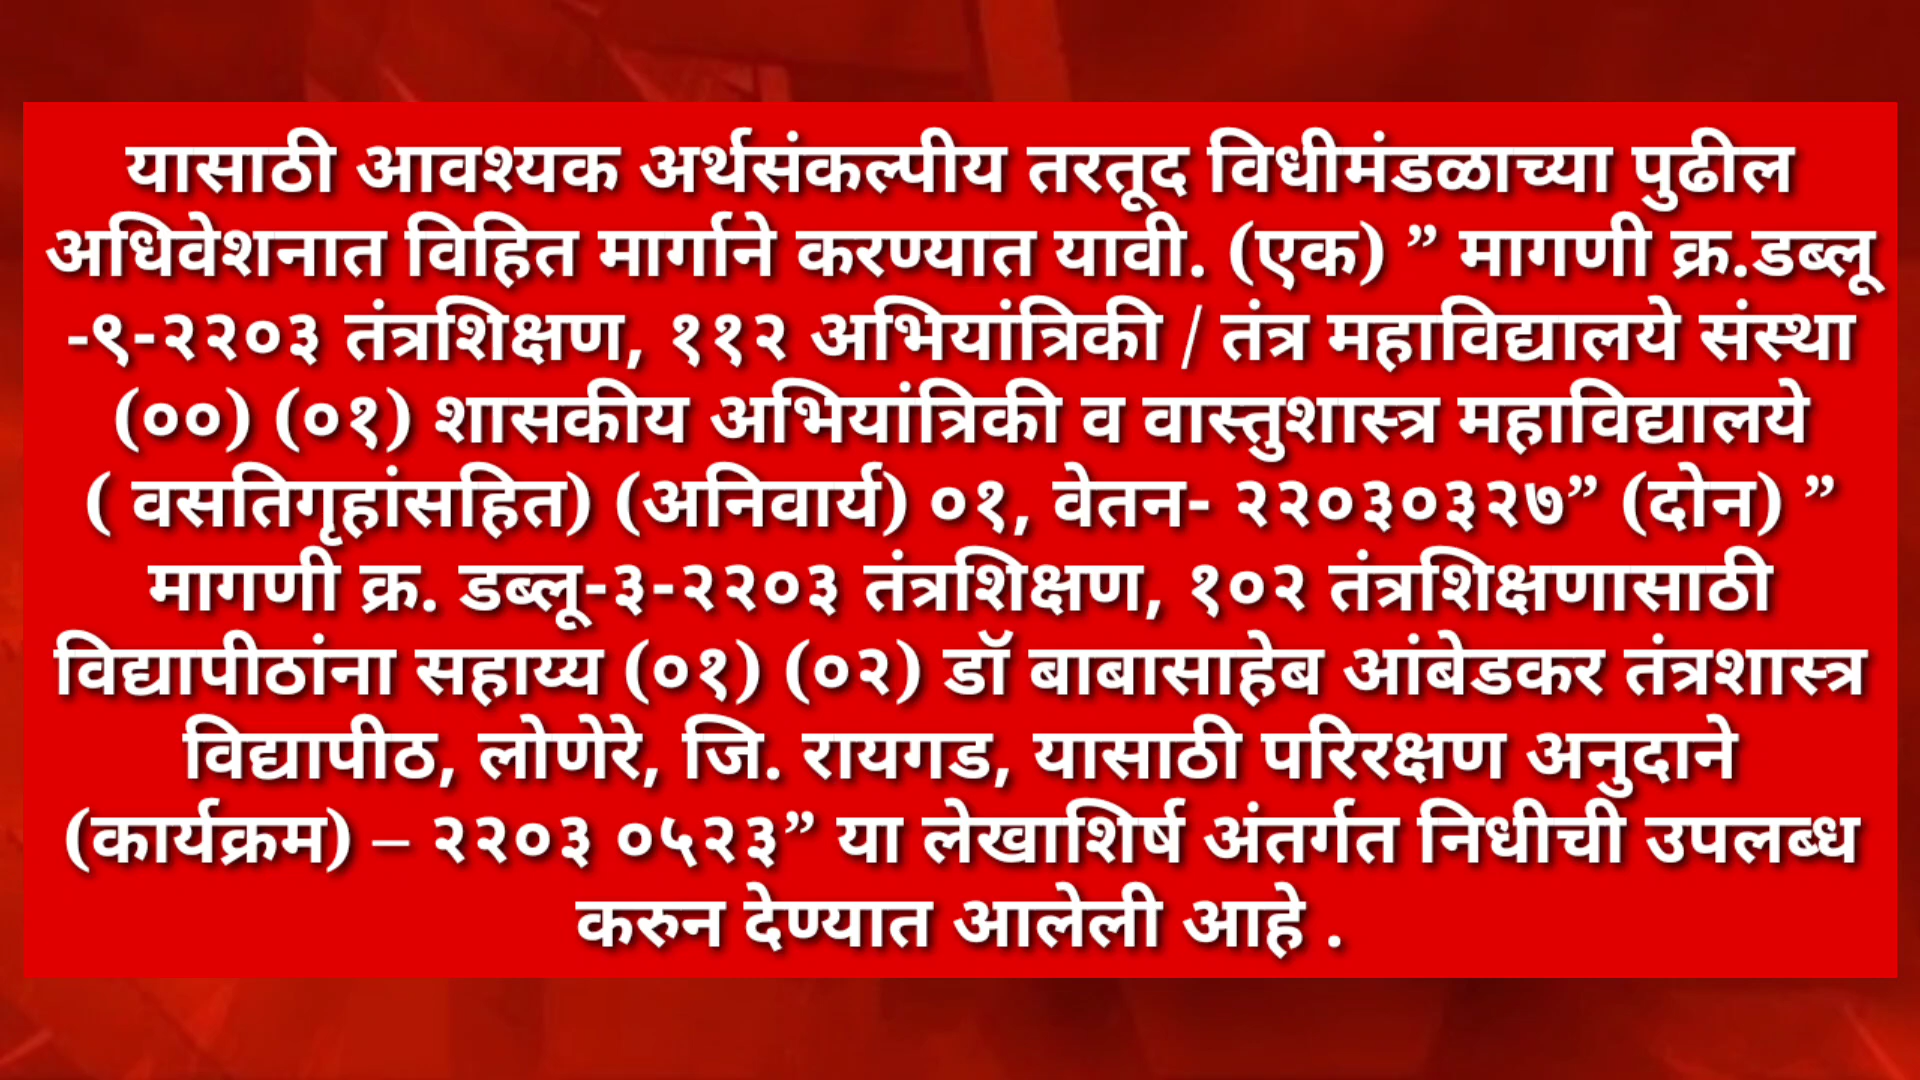 यासाठी आवश्यक अर्थसंकल्पीय तरतूद विधीमंडळाच्या पुढील
अधिवेशनात विहित मार्गाने करण्यात यावी. (एक) ” मागणी क्र.डब्लू
-९-२२०३ तंत्रशिक्षण, ११२ अभियांत्रिकी / तंत्र महाविद्यालये संस्था
(००) (०१) शासकीय अभियांत्रिकी व वास्तुशास्त्र महाविद्यालये
( वसतिगृहांसहित) (अनिवार्य) ०१, वेतन- २२०३०३२७” (दोन) ”
मागणी क्र. डब्लू-३-२२०३ तंत्रशिक्षण, १०२ तंत्रशिक्षणासाठी
विद्यापीठांना सहाय्य (०१) (०२) डॉ बाबासाहेब आंबेडकर तंत्रशास्त्र
विद्यापीठ, लोणेरे, जि. रायगड, यासाठी परिरक्षण अनुदाने
(कार्यक्रम) – २२०३ ०५२३” या लेखाशिर्ष अंतर्गत निधीची उपलब्ध
करुन देण्यात आलेली आहे .